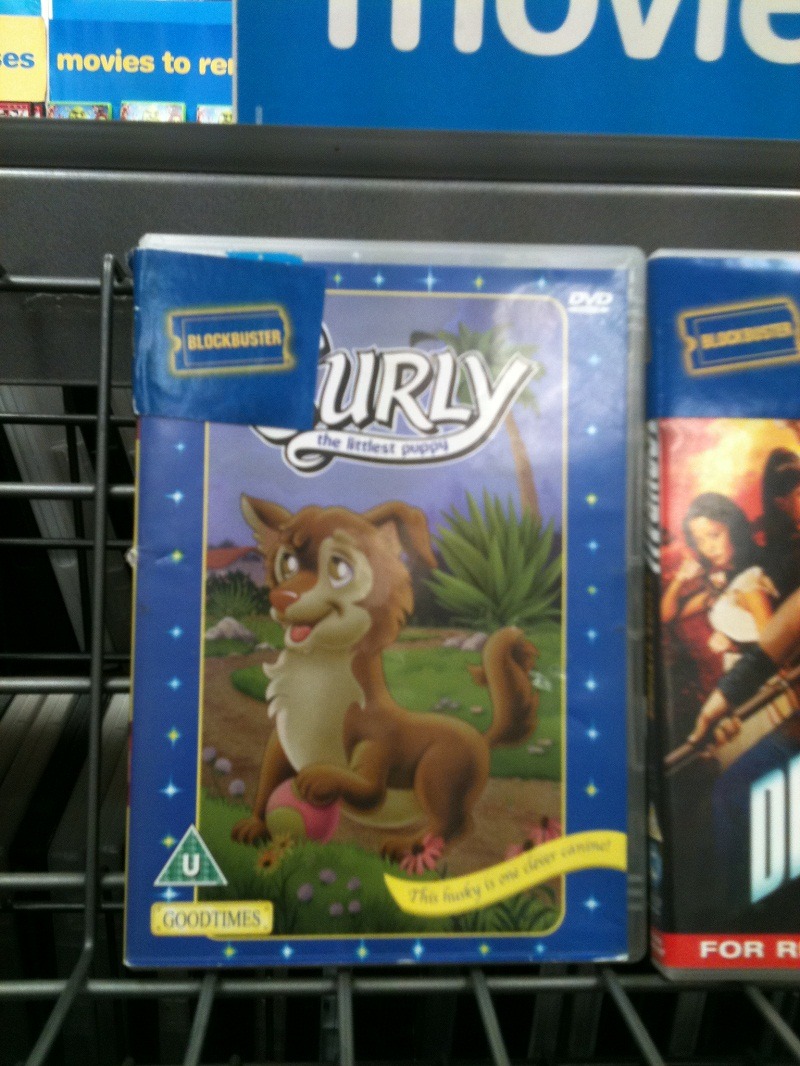 es
movies to re
movie
BLOCKBUSTER
DVD
URLY
the littlest puppy
U
This husky is one clever canine!
GOODTIMES
BLOCKBUSTER
D
FOR R